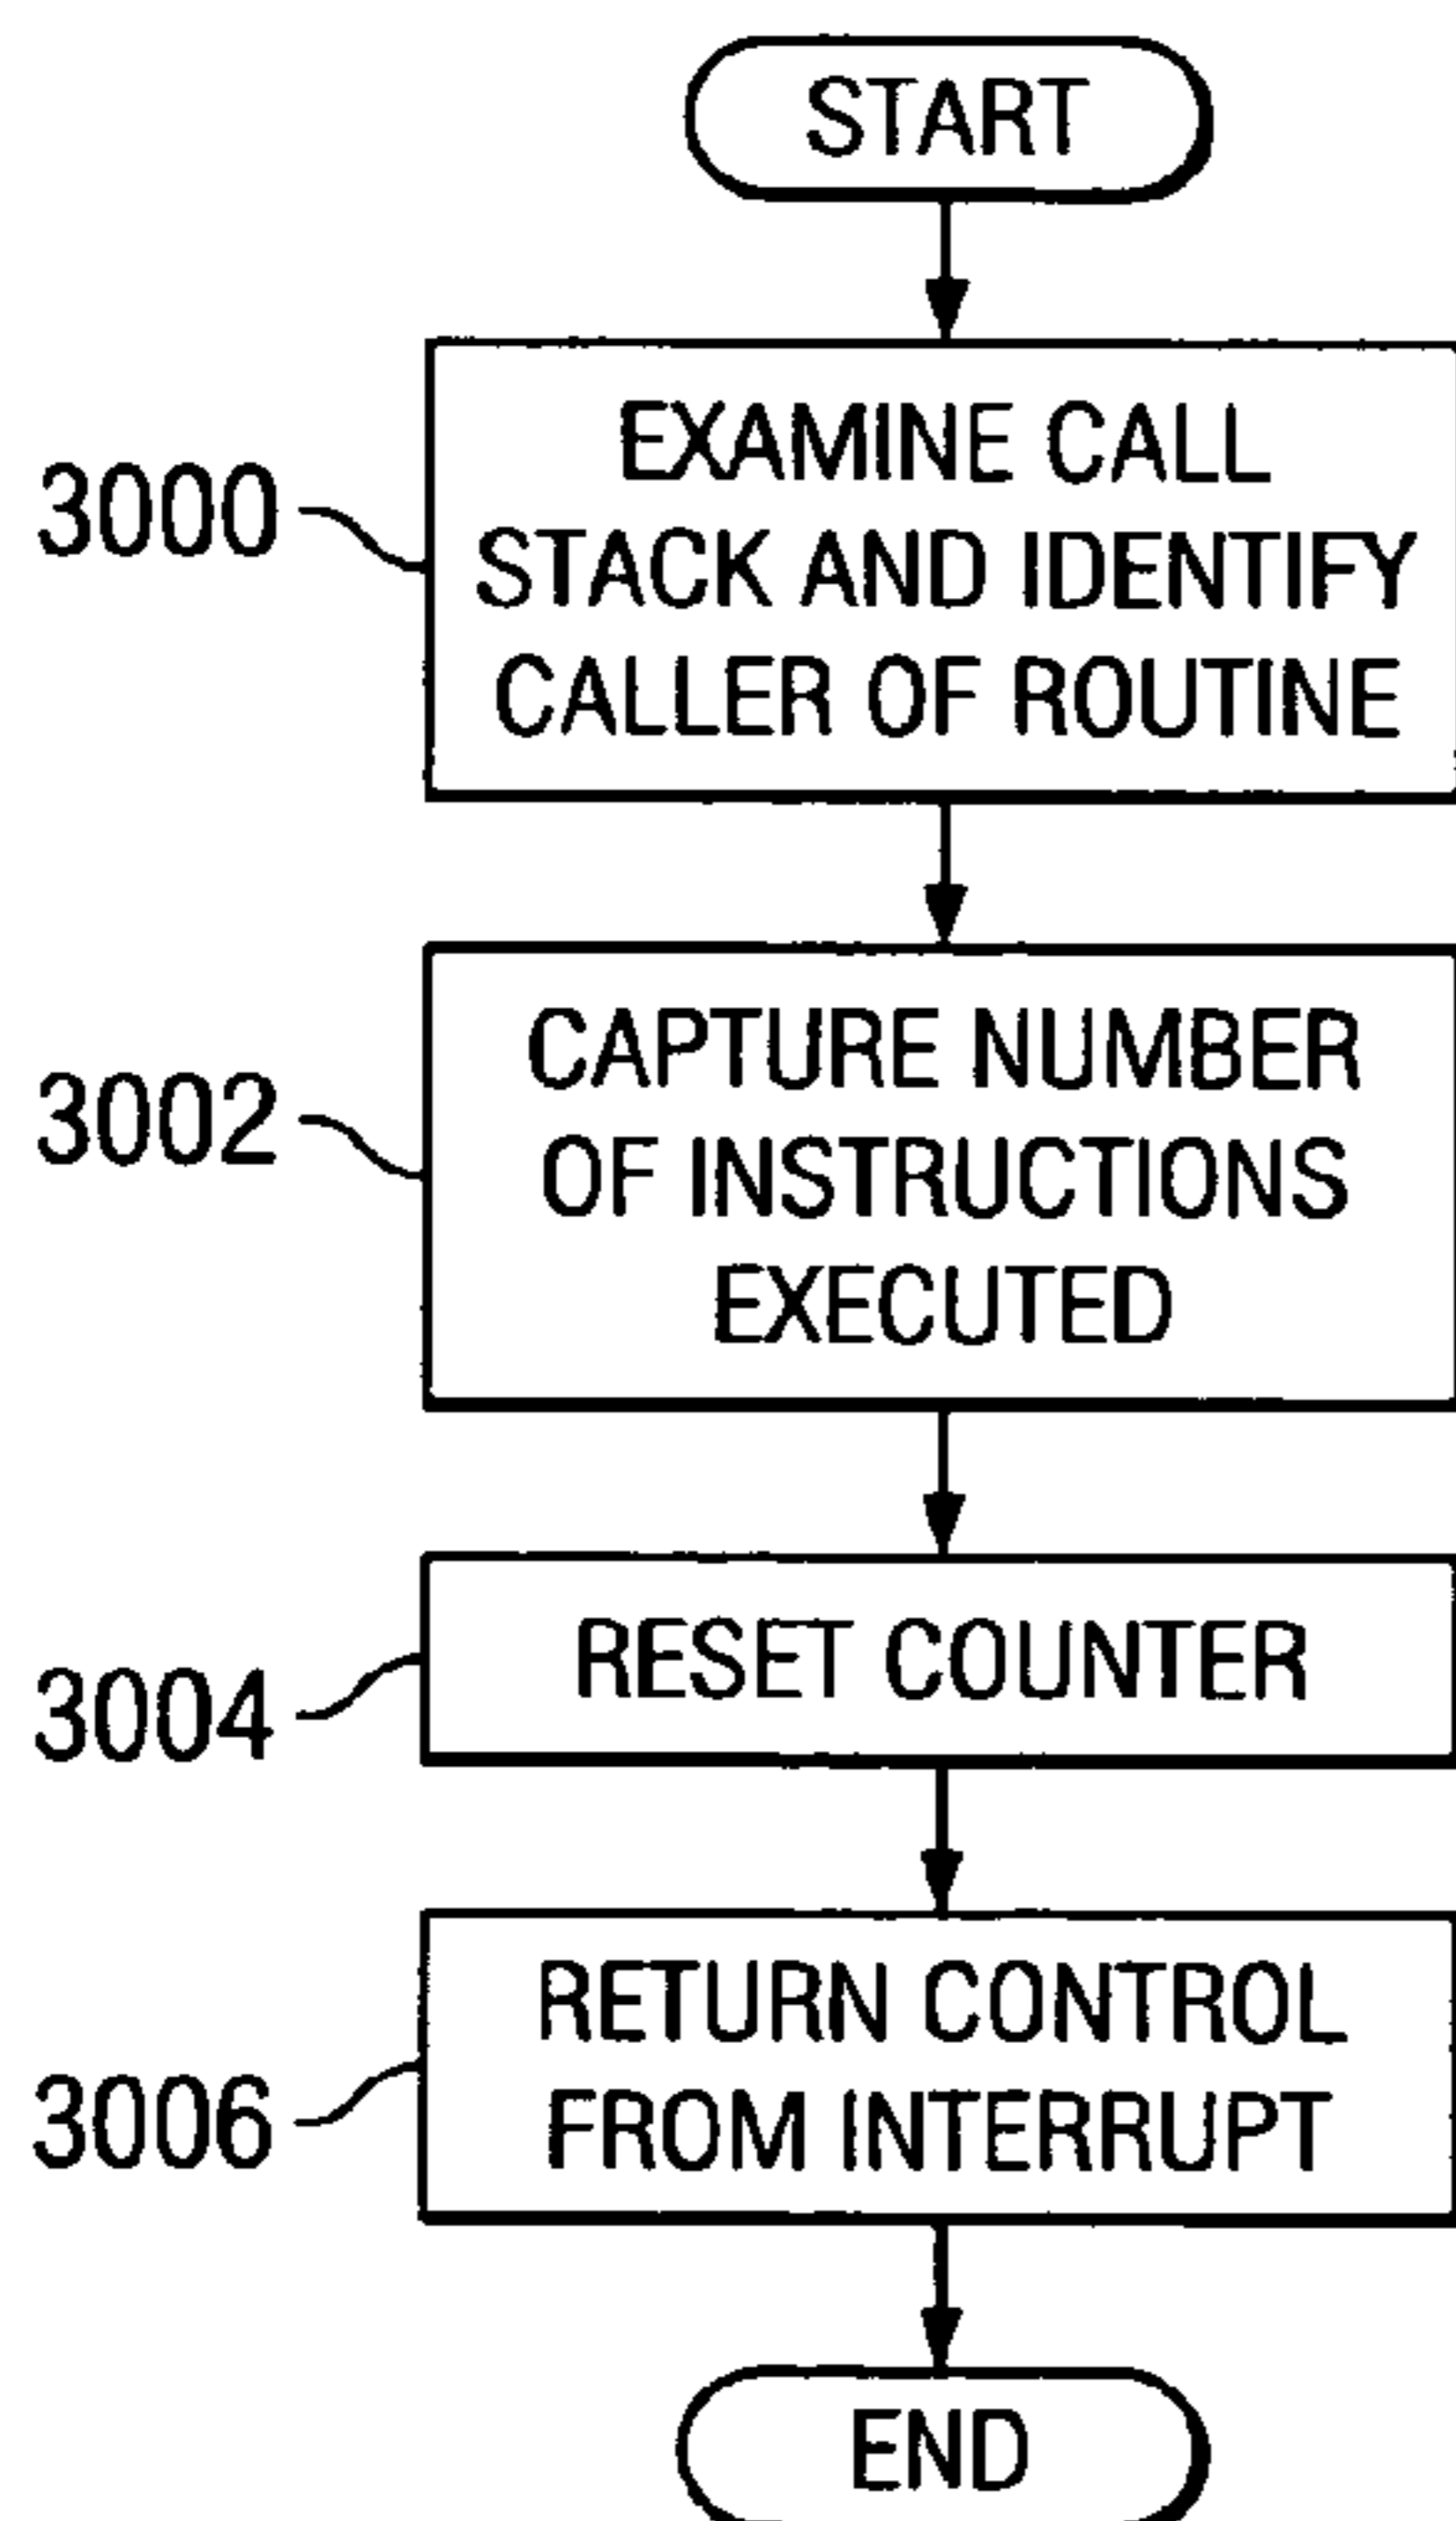 START
3000
EXAMINE CALL
STACK AND IDENTIFY
CALLER OF ROUTINE
3002
CAPTURE NUMBER
OF INSTRUCTIONS
EXECUTED
3004
RESET COUNTER
3006
RETURN CONTROL
FROM INTERRUPT
END